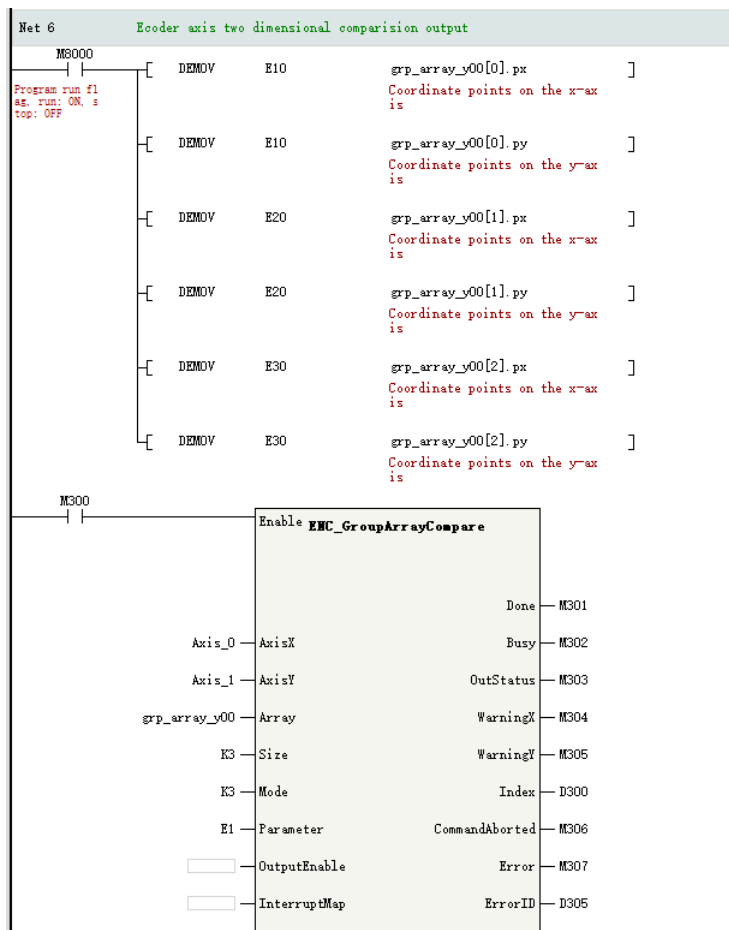 Net 6 Ecoder axis two dimensional comparision output
M8000
Program run fl
ag, run: ON, s
top: OFF
DEMOV E10 grp_array_y00[0].px
Coordinate points on the x-ax
is
DEMOV E10 grp_array_y00[0].py
Coordinate points on the y-ax
is
DEMOV E20 grp_array_y00[1].px
Coordinate points on the x-ax
is
DEMOV E20 grp_array_y00[1].py
Coordinate points on the y-ax
is
DEMOV E30 grp_array_y00[2].px
Coordinate points on the x-ax
is
DEMOV E30 grp_array_y00[2].py
Coordinate points on the y-ax
is
M300
Enable ENC_GroupArrayCompare
Done M301
Axis_0 AxisX Busy M302
Axis_1 AxisY OutStatus M303
grp_array_y00 Array WarningX M304
K3 Size WarningY M305
K3 Mode Index D300
E1 Parameter CommandAborted M306
OutputEnable Error M307
InterruptMap ErrorID D305